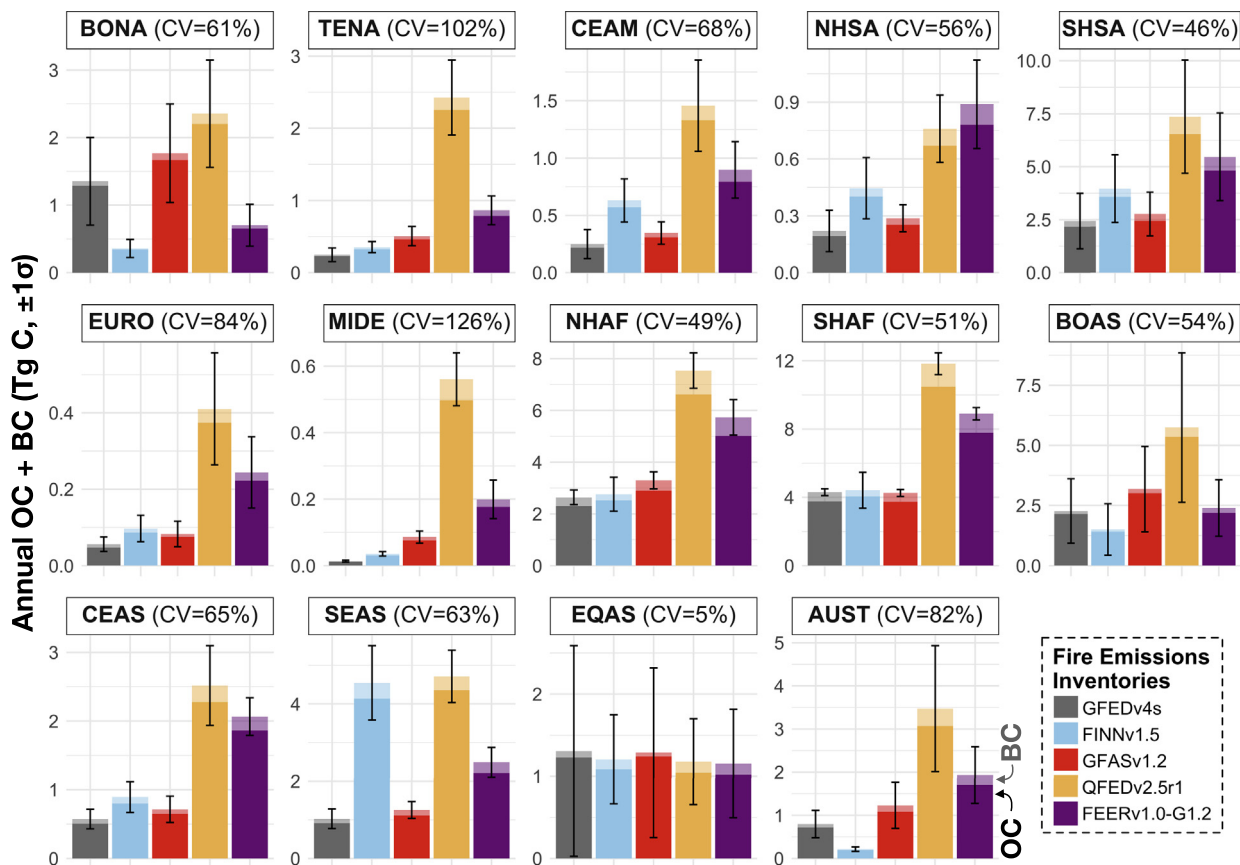 BONA (CV=61%)
TENA (CV=102%)
CEAM (CV=68%)
NHSA (CV=56%)
SHSA (CV=46%)
3
2
1
0
3
2
1
0
1.5
1.0
0.5
0.0
0.9
0.6
0.3
0.0
10.0
7.5
5.0
2.5
0.0
Annual OC + BC (Tg C, ±1σ)
EURO (CV=84%)
MIDE (CV=126%)
NHAF (CV=49%)
SHAF (CV=51%)
BOAS (CV=54%)
0.4
0.2
0.0
0.6
0.4
0.2
0.0
8
6
4
2
0
12
8
4
0
7.5
5.0
2.5
0.0
CEAS (CV=65%)
SEAS (CV=63%)
EQAS (CV=5%)
AUST (CV=82%)
3
2
1
0
4
2
0
2
1
0
5
4
3
2
1
0
OC
BC
Fire Emissions
Inventories
GFEDv4s
FINNv1.5
GFASv1.2
QFEDv2.5r1
FEERv1.0-G1.2